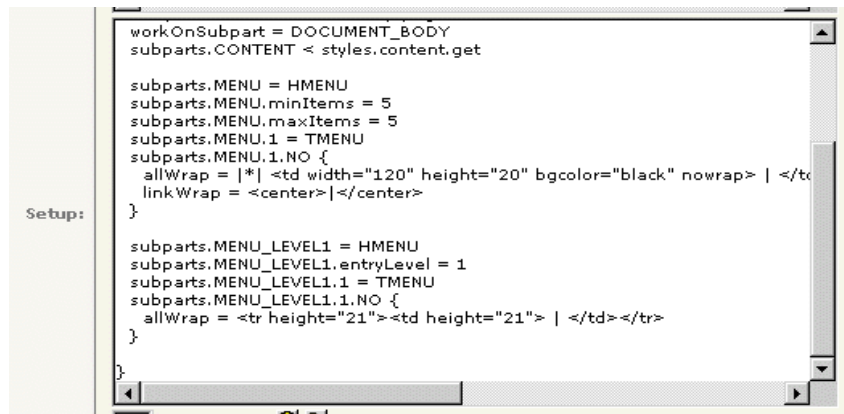 workOnSubpart = DOCUMENT_BODY
subparts.CONTENT < styles.content.get
subparts.MENU = HMENU
subparts.MENU.minItems = 5
subparts.MENU.maxItems = 5
subparts.MENU.1 = TMENU
subparts.MENU.1.NO {
allWrap = |*| <td width="120" height="20" bgcolor="black" nowrap> | </td
linkWrap = <center>|</center>
}
Setup:
subparts.MENU_LEVEL1 = HMENU
subparts.MENU_LEVEL1.entryLevel = 1
subparts.MENU_LEVEL1.1 = TMENU
subparts.MENU_LEVEL1.1.NO {
allWrap = <tr height="21"><td height="21"> | </td></tr>
}
}